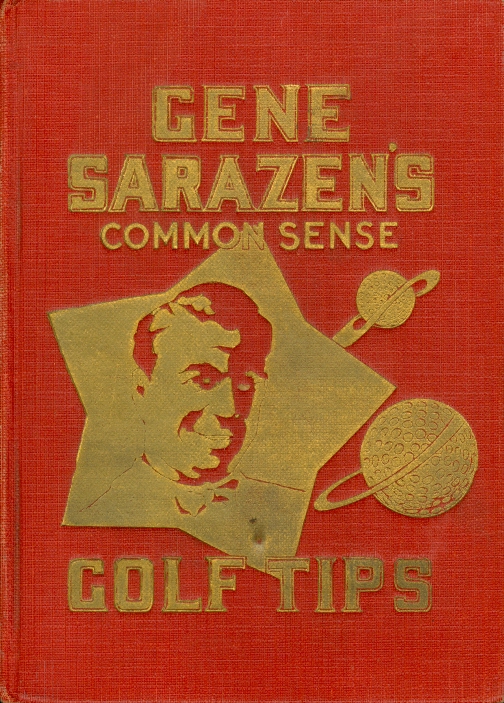 GENE
SARAZEN'S
COMMON SENSE
GOLF TIPS